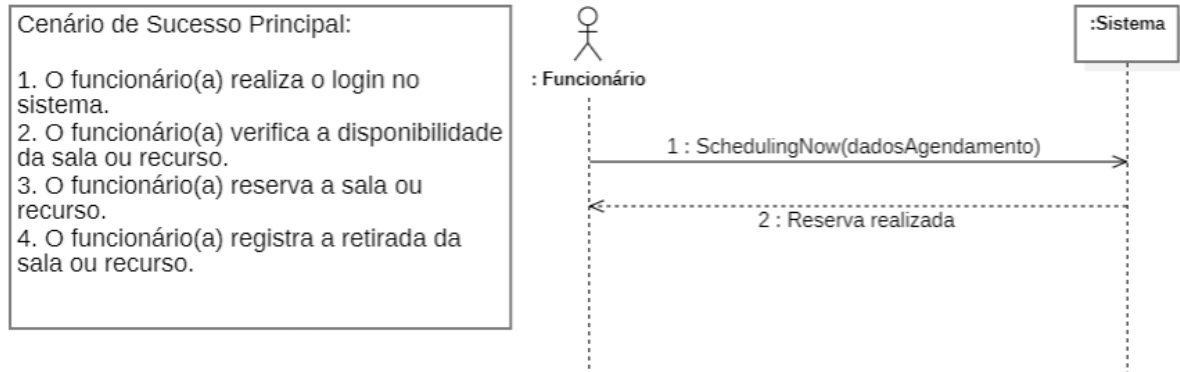 Cenário de Sucesso Principal:
1. O funcionário(a) realiza o login no
sistema.
2. O funcionário(a) verifica a disponibilidade
da sala ou recurso.
3. O funcionário(a) reserva a sala ou
recurso.
4. O funcionário(a) registra a retirada da
sala ou recurso.
: Funcionário
:Sistema
1 : SchedulingNow(dadosAgendamento)
2 : Reserva realizada